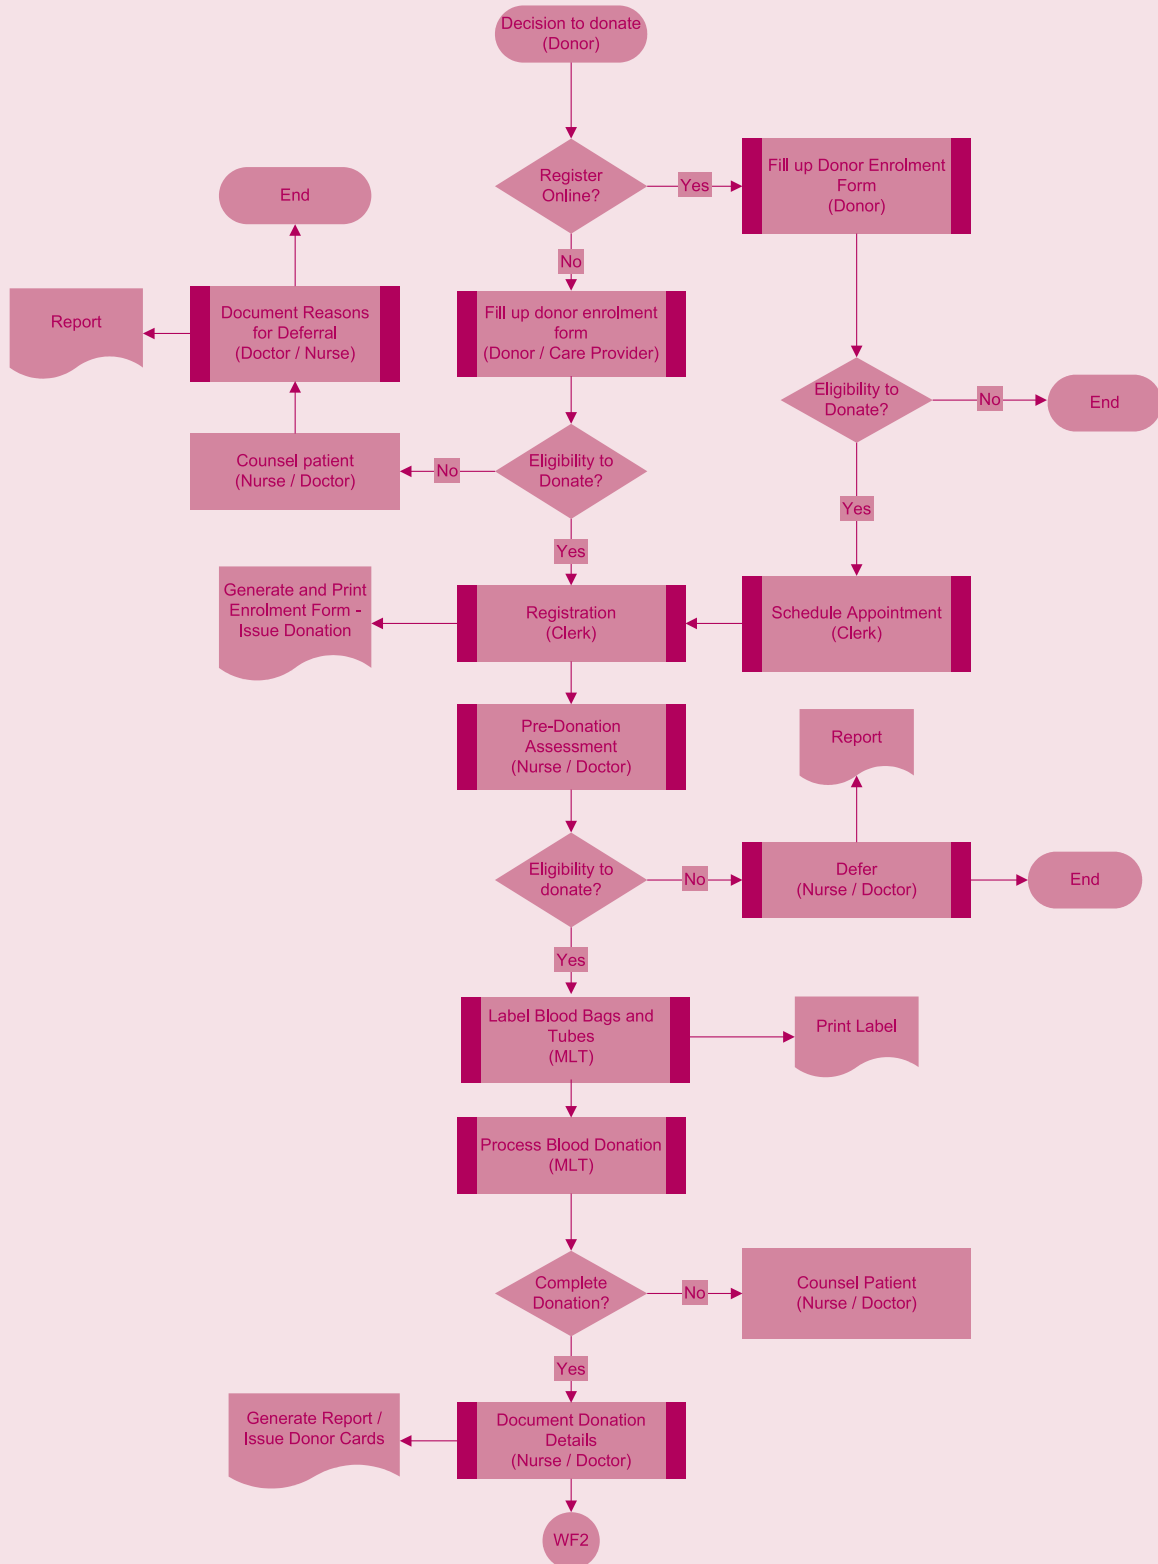 Decision to donate
(Donor)
Register
Online?
Yes
Fill up Donor Enrolment
Form
(Donor)
End
No
Report
Document Reasons
for Deferral
(Doctor / Nurse)
Fill up donor enrolment
form
(Donor / Care Provider)
Eligibility to
Donate?
No
End
Counsel patient
(Nurse / Doctor)
No
Eligibility to
Donate?
Yes
Yes
Generate and Print
Enrolment Form -
Issue Donation
Registration
(Clerk)
Schedule Appointment
(Clerk)
Pre-Donation
Assessment
(Nurse / Doctor)
Report
Eligibility to
donate?
No
Defer
(Nurse / Doctor)
End
Yes
Label Blood Bags and
Tubes
(MLT)
Print Label
Process Blood Donation
(MLT)
Complete
Donation?
No
Counsel Patient
(Nurse / Doctor)
Yes
Generate Report /
Issue Donor Cards
Document Donation
Details
(Nurse / Doctor)
WF2